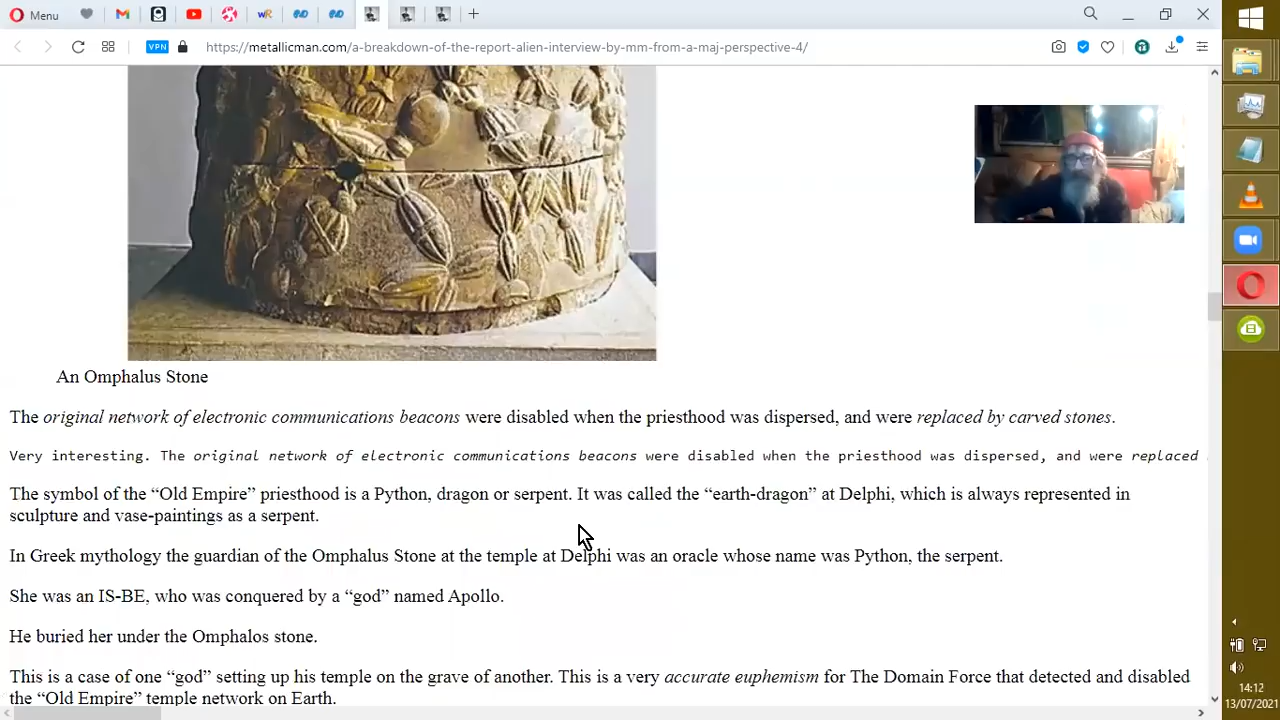 Menu
VPN
https://metallicman.com/a-breakdown-of-the-report-alien-interview-by-mm-from-a-maj-perspective-4/
An Omphalus Stone
The original network of electronic communications beacons were disabled when the priesthood was dispersed, and were replaced by carved stones.
Very interesting. The original network of electronic communications beacons were disabled when the priesthood was dispersed, and were replaced
The symbol of the “Old Empire” priesthood is a Python, dragon or serpent. It was called the “earth-dragon” at Delphi, which is always represented in
sculpture and vase-paintings as a serpent.
In Greek mythology the guardian of the Omphalus Stone at the temple at Delphi was an oracle whose name was Python, the serpent.
She was an IS-BE, who was conquered by a “god” named Apollo.
He buried her under the Omphalos stone.
This is a case of one “god” setting up his temple on the grave of another. This is a very accurate euphemism for The Domain Force that detected and disabled
the “Old Empire” temple network on Earth.
14:12
13/07/2021